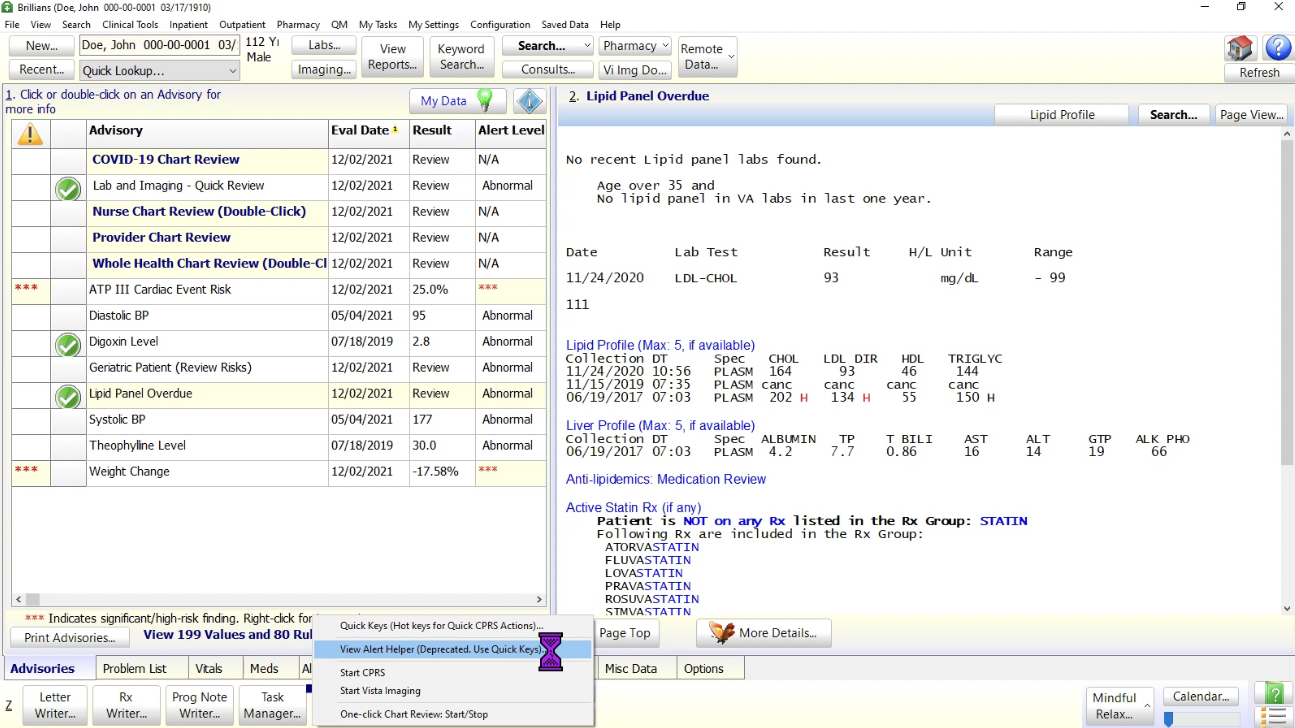 Brillians (Doe, John 000-00-0001 03/17/1910)
File View Search Clinical Tools Inpatient Outpatient Pharmacy QM My Tasks My Settings Configuration Saved Data Help
New... Doe, John 000-00-0001 03/ 112 Yr Male Labs... View Reports... Keyword Search... Search... Pharmacy Remote Data...
Recent... Quick Lookup... Imaging... Consults... Vi Img Do... Refresh
1. Click or double-click on an Advisory for
more info
My Data
Advisory Eval Date 1 Result Alert Level
COVID-19 Chart Review 12/02/2021 Review N/A
Lab and Imaging - Quick Review 12/02/2021 Review Abnormal
Nurse Chart Review (Double-Click) 12/02/2021 Review N/A
Provider Chart Review 12/02/2021 Review N/A
Whole Health Chart Review (Double-Cl 12/02/2021 Review N/A
*** ATP III Cardiac Event Risk 12/02/2021 25.0% ***
Diastolic BP 05/04/2021 95 Abnormal
Digoxin Level 07/18/2019 2.8 Abnormal
Geriatric Patient (Review Risks) 12/02/2021 Review Abnormal
Lipid Panel Overdue 12/02/2021 Review Abnormal
Systolic BP 05/04/2021 177 Abnormal
Theophylline Level 07/18/2019 30.0 Abnormal
*** Weight Change 12/02/2021 -17.58% ***
*** Indicates significant/high-risk finding. Right-click for
Print Advisories... View 199 Values and 80 Rul
2. Lipid Panel Overdue
Lipid Profile Search... Page View...
No recent Lipid panel labs found.
Age over 35 and
No lipid panel in VA labs in last one year.
Date Lab Test Result H/L Unit Range
11/24/2020 LDL-CHOL 93 mg/dL - 99
111
Lipid Profile (Max: 5, if available)
Collection DT Spec CHOL LDL DIR HDL TRIGLYC
11/24/2020 10:56 PLASM 164 93 46 144
11/15/2019 07:35 PLASM canc canc canc canc
06/19/2017 07:03 PLASM 202 H 134 H 55 150 H
Liver Profile (Max: 5, if available)
Collection DT Spec ALBUMIN TP T BILI AST ALT GTP ALK PHO
06/19/2017 07:03 PLASM 4.2 7.7 0.86 16 14 19 66
Anti-lipidemics: Medication Review
Active Statin Rx (if any)
Patient is NOT on any Rx listed in the Rx Group: STATIN
Following Rx are included in the Rx Group:
ATORVASTATIN
FLUVASTATIN
LOVASTATIN
PRAVASTATIN
ROSUVASTATIN
SIMVASTATIN
Page Top More Details...
Quick Keys (Hot keys for Quick CPRS Actions)...
View Alert Helper (Deprecated. Use Quick Keys)
Start CPRS
Start Vista Imaging
One-click Chart Review: Start/Stop
Advisories Problem List Vitals Meds Al Misc Data Options
Z Letter Writer... Rx Writer... Prog Note Writer... Task Manager... Mindful Relax... Calendar...